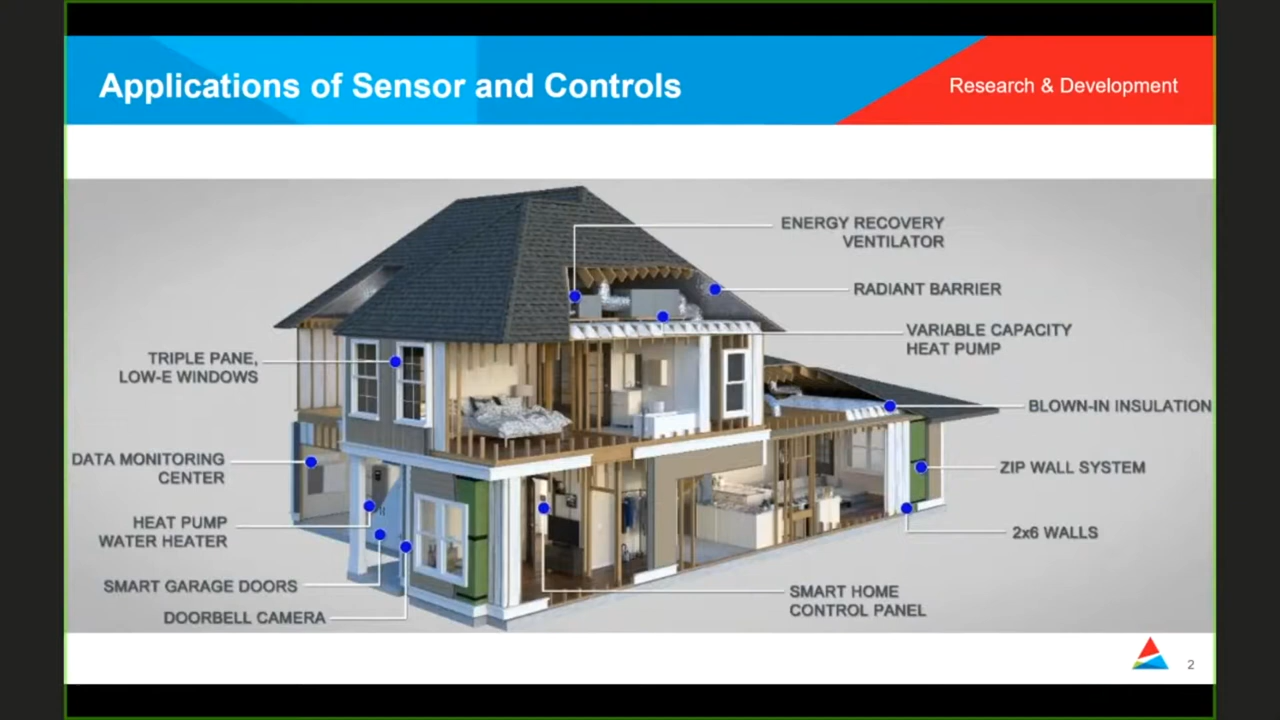 Applications of Sensor and Controls
Research & Development
ENERGY RECOVERY
VENTILATOR
RADIANT BARRIER
VARIABLE CAPACITY
HEAT PUMP
TRIPLE PANE,
LOW-E WINDOWS
BLOWN-IN INSULATION
DATA MONITORING
CENTER
ZIP WALL SYSTEM
HEAT PUMP
WATER HEATER
2x6 WALLS
SMART GARAGE DOORS
SMART HOME
CONTROL PANEL
DOORBELL CAMERA
2